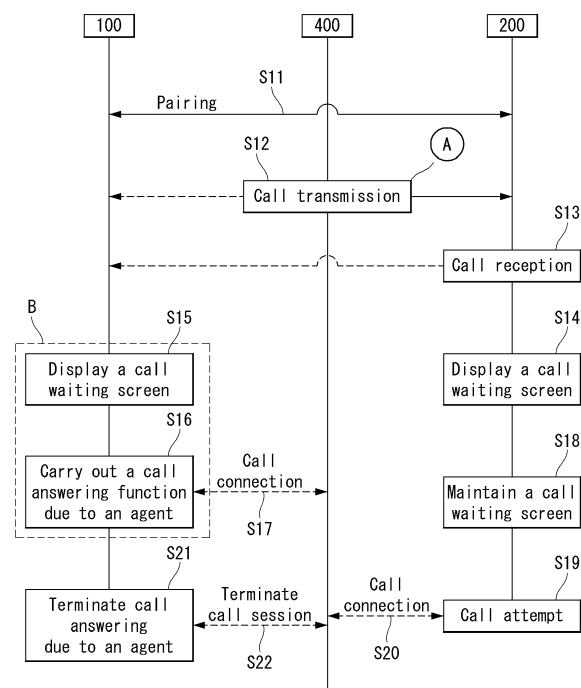 100
400
200
S11
Pairing
S12
A
Call transmission
S13
Call reception
B
S15
S14
Display a call
waiting screen
Display a call
waiting screen
S16
S18
Carry out a call
answering function
due to an agent
Call
connection
S17
Maintain a call
waiting screen
S21
S19
Terminate call
answering
due to an agent
Terminate
call session
S22
Call
connection
S20
Call attempt